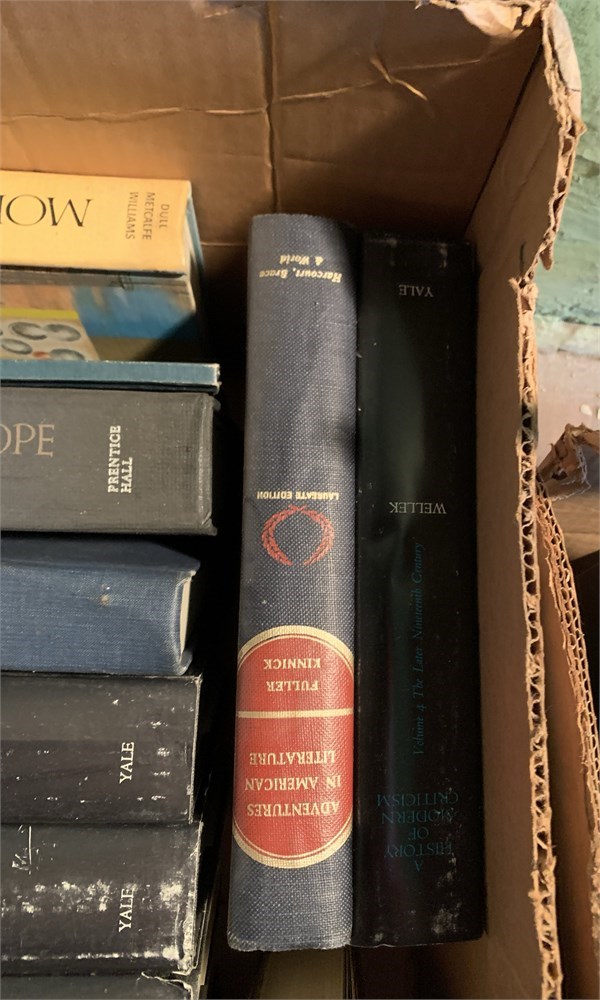 DULL
METCALFE
WILLIAMS
MO
OPE
PRENTICE
HALL
YALE
YALE
ADVENTURES
IN AMERICAN
LITERATURE
FULLER
KINNICK
LAUREATE EDITION
Harcourt, Brace
& World
A
HISTORY
OF
MODERN
CRITICISM
Volume 4 The Later Nineteenth Century
WELLEK
YALE